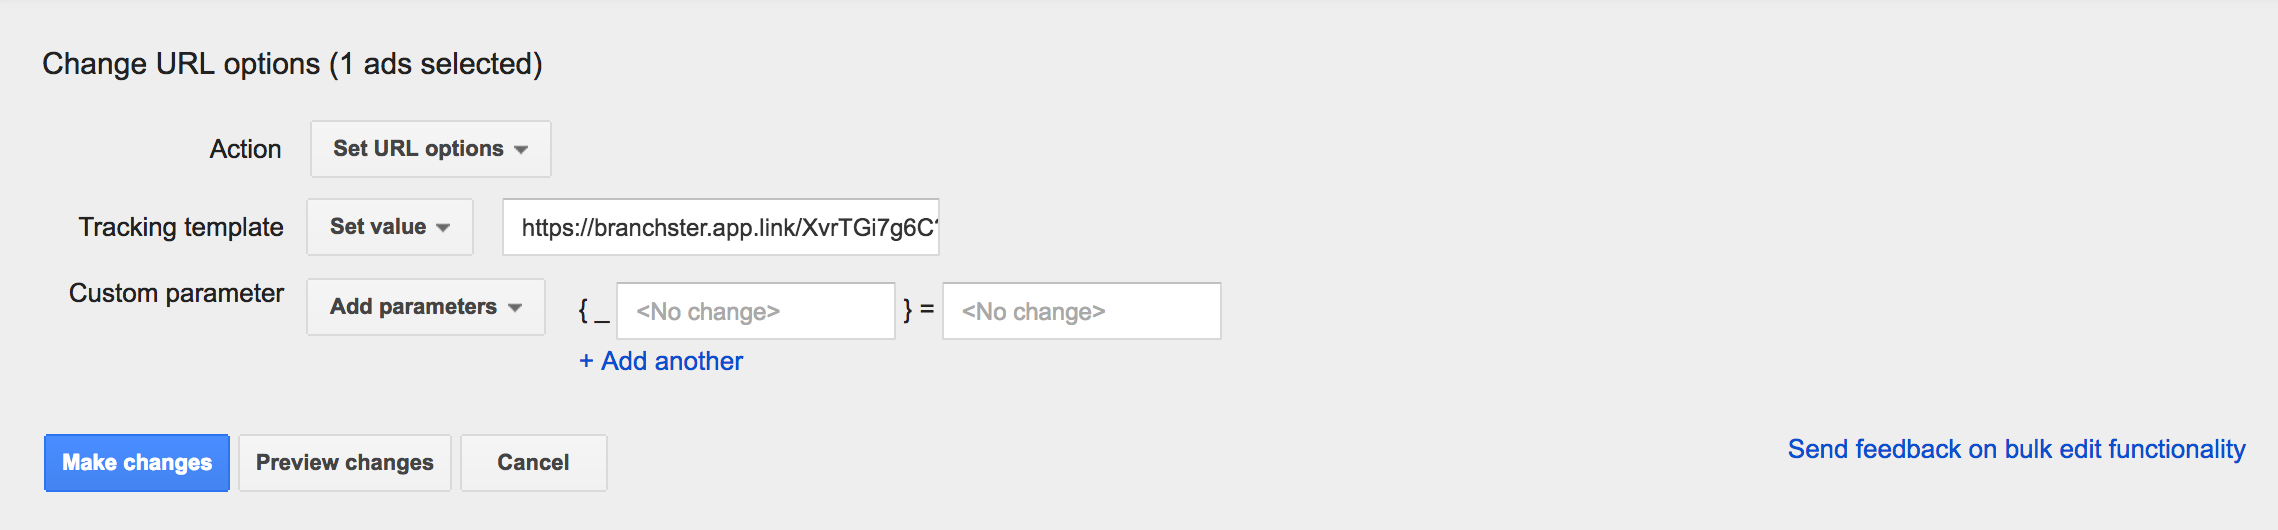 Change URL options (1 ads selected)
Action Set URL options
Tracking template Set value https://branchster.app.link/XvrTGi7g6C?
Custom parameter Add parameters { _ <No change> } = <No change>
+ Add another
Make changes Preview changes Cancel
Send feedback on bulk edit functionality